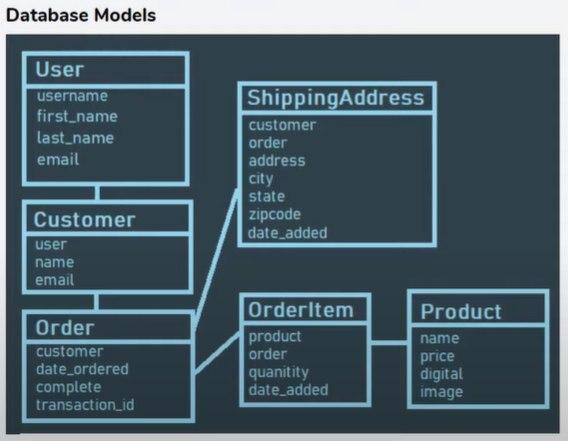 Database Models
User
username
first_name
last_name
email
Customer
user
name
email
Order
customer
date_ordered
complete
transaction_id
ShippingAddress
customer
order
address
city
state
zipcode
date_added
OrderItem
product
order
quanitity
date_added
Product
name
price
digital
image